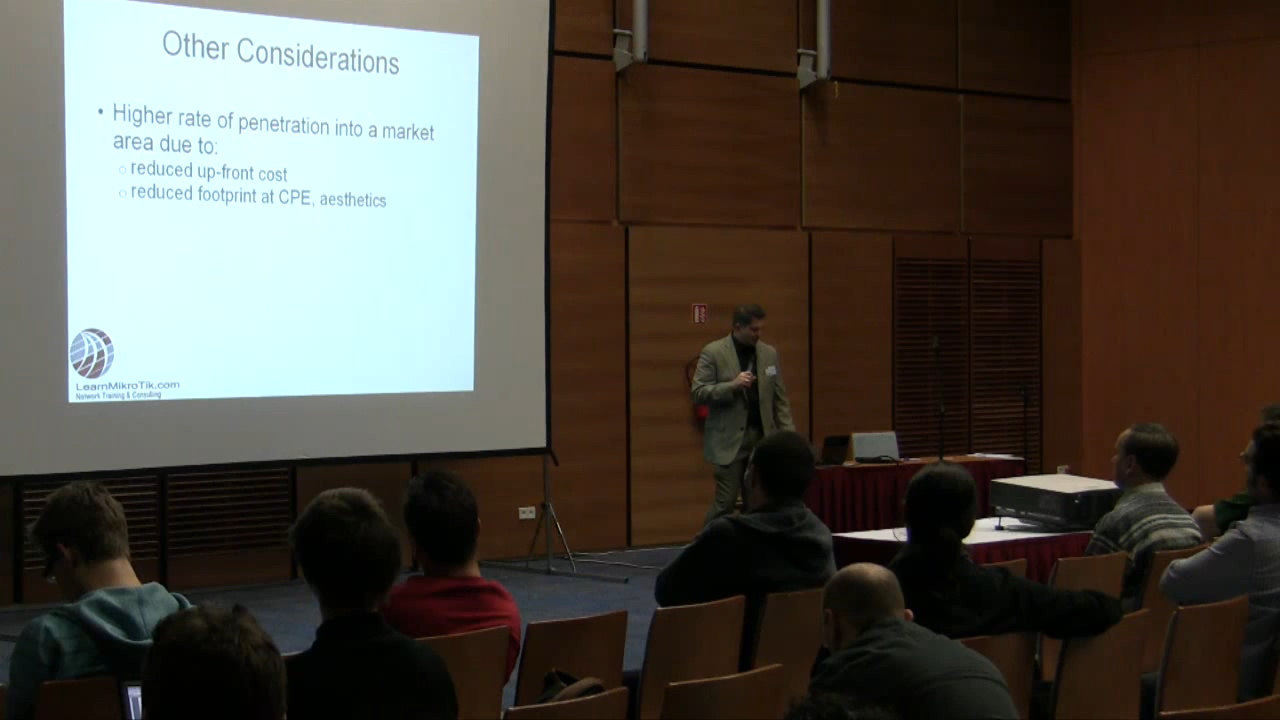 Other Considerations
• Higher rate of penetration into a market
area due to:
○ reduced up-front cost
○ reduced footprint at CPE, aesthetics
LearnMikroTik.com
Network Training & Consulting